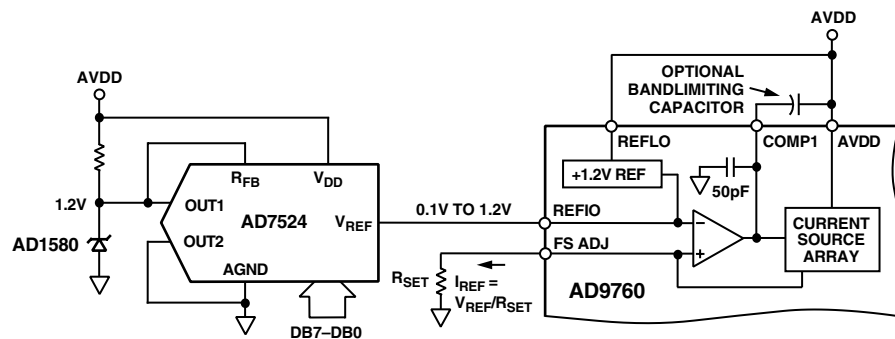 AVDD
1.2V
AD1580
OUT1
OUT2
RFB
VDD
AD7524
VREF
AGND
DB7–DB0
0.1V TO 1.2V
RSET
IREF =
VREF/RSET
AVDD
OPTIONAL
BANDLIMITING
CAPACITOR
REFLO
COMP1
AVDD
+1.2V REF
50pF
REFIO
FS ADJ
–
+
CURRENT
SOURCE
ARRAY
AD9760